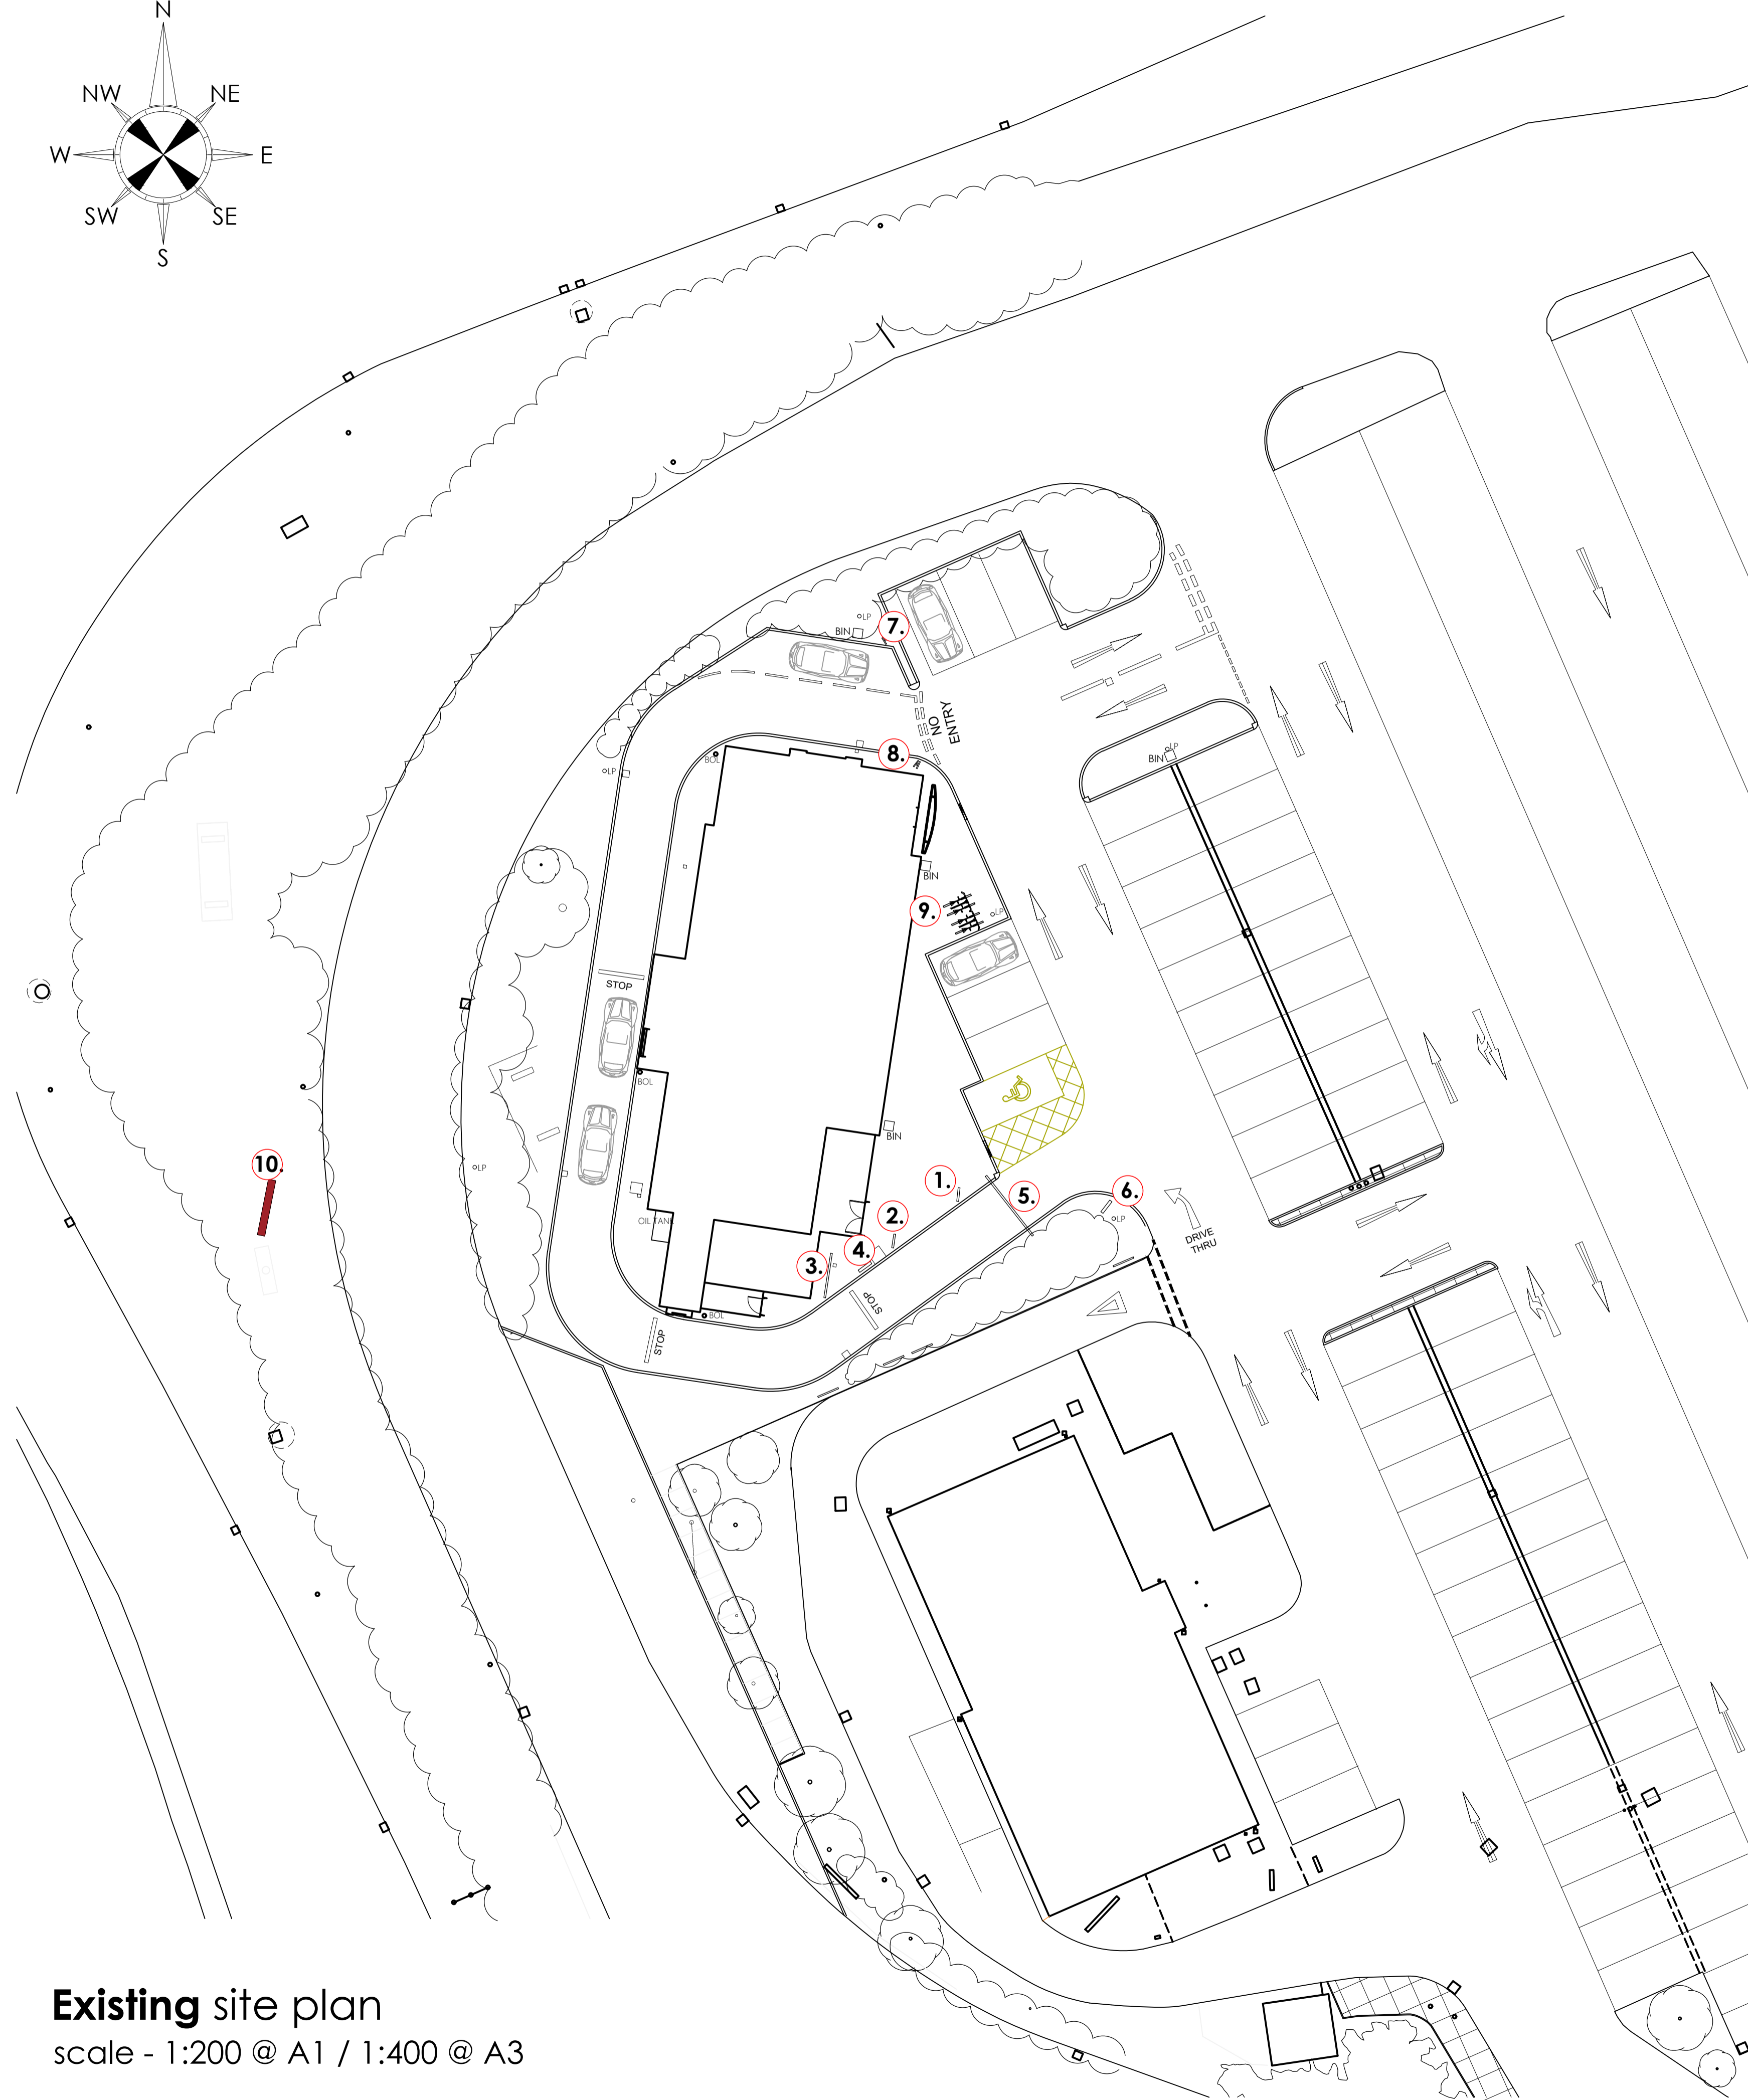 N
NW NE
W E
SW SE
S
LP
BIN
7.
NO
ENTRY
8.
BOL
LP
LP
BIN
BIN
9.
LP
STOP
BOL
BIN
10.
LP
1.
5.
6.
LP
OIL TANK
2.
DRIVE
THRU
4.
3.
STOP
BOL
STOP
Existing site plan
scale - 1:200 @ A1 / 1:400 @ A3